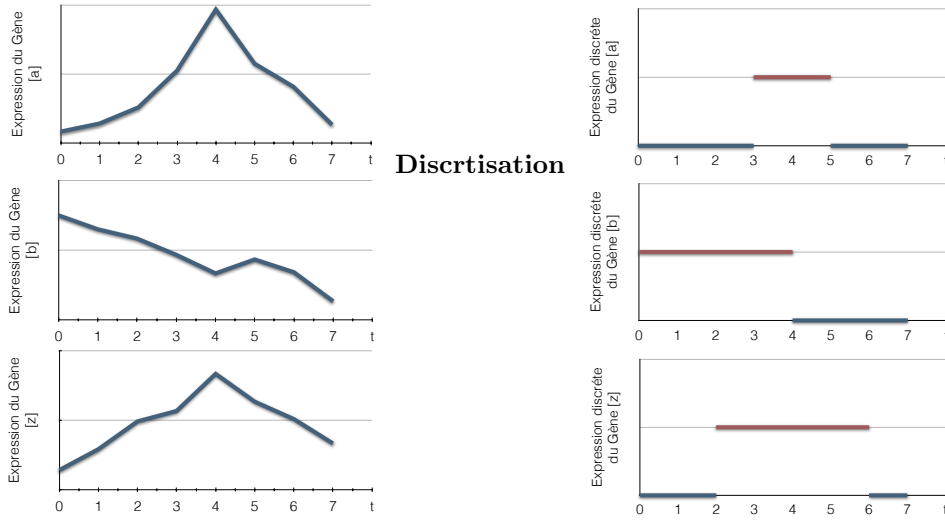 Expression du Gène
[a]
0 1 2 3 4 5 6 7 t
Expression du Gène
[b]
0 1 2 3 4 5 6 7 t
Expression du Gène
[z]
0 1 2 3 4 5 6 7 t
Discrtisation
Expression discréte
du Gène [a]
0 1 2 3 4 5 6 7 t
Expression discréte
du Gène [b]
0 1 2 3 4 5 6 7 t
Expression discréte
du Gène [z]
0 1 2 3 4 5 6 7 t